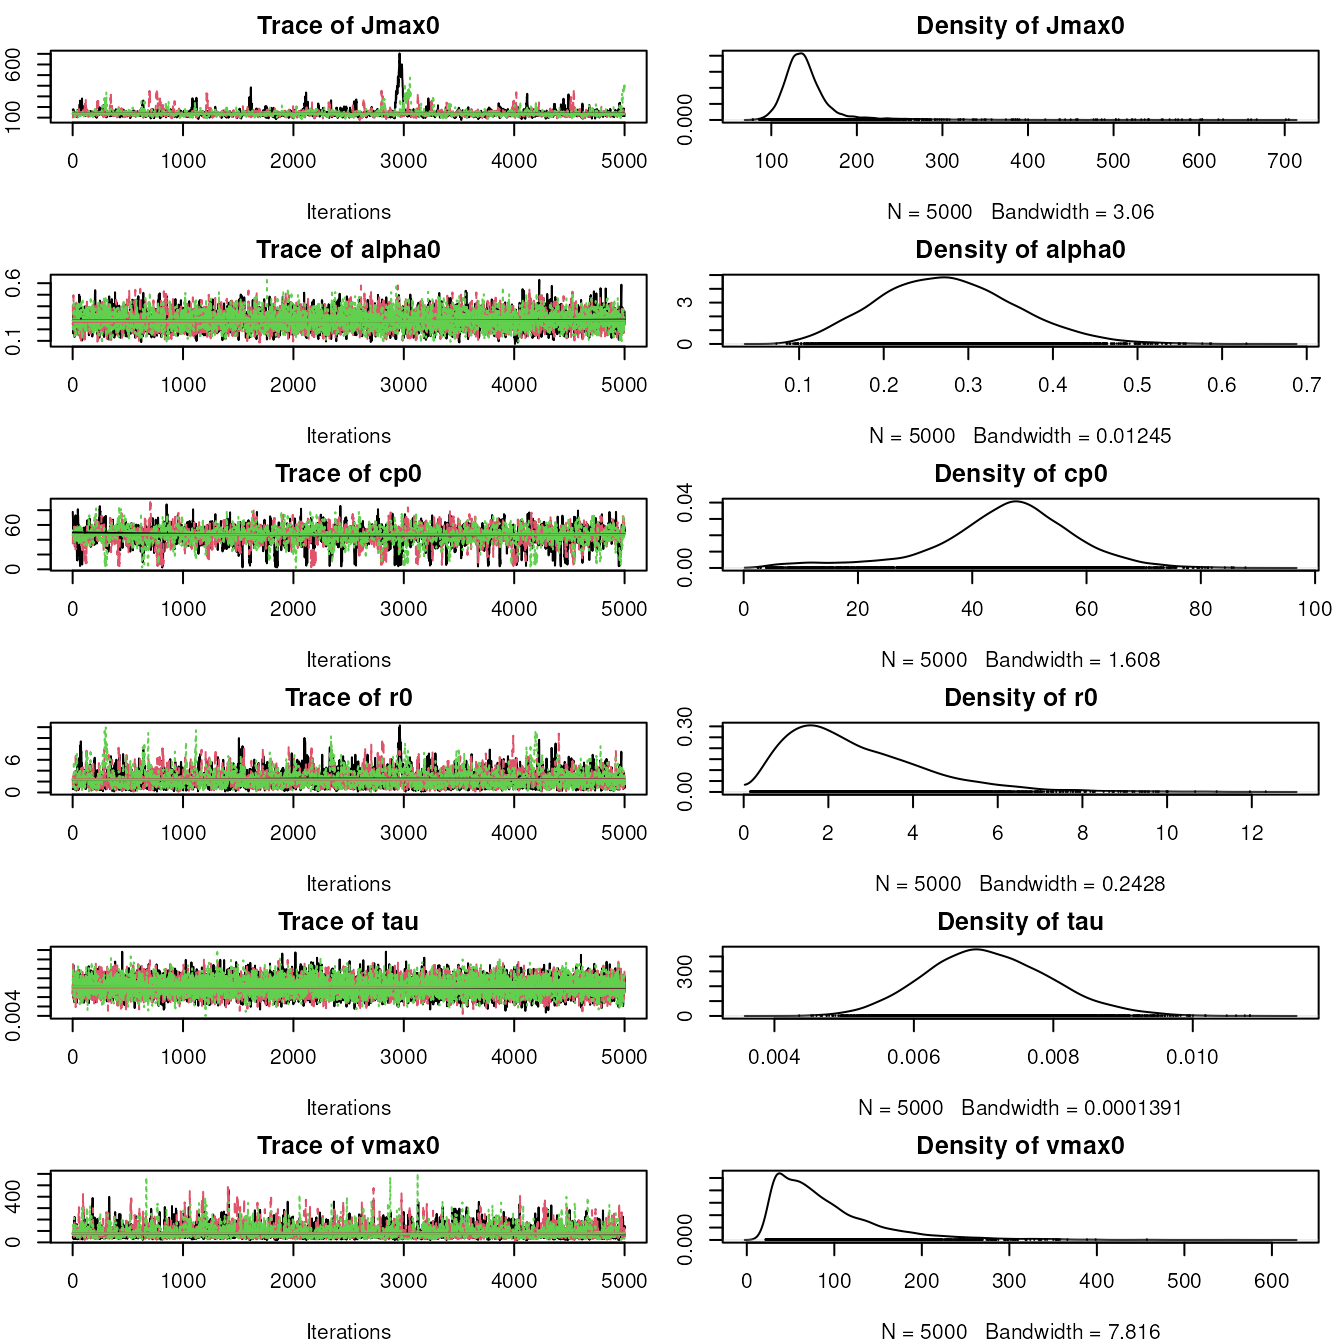 Trace of Jmax0
100 600
0 1000 2000 3000 4000 5000
Iterations
Density of Jmax0
0.000
100 200 300 400 500 600 700
N = 5000 Bandwidth = 3.06
Trace of alpha0
0.1 0.6
0 1000 2000 3000 4000 5000
Iterations
Density of alpha0
0 3
0.1 0.2 0.3 0.4 0.5 0.6 0.7
N = 5000 Bandwidth = 0.01245
Trace of cp0
0 60
0 1000 2000 3000 4000 5000
Iterations
Density of cp0
0.00 0.04
0 20 40 60 80 100
N = 5000 Bandwidth = 1.608
Trace of r0
0 6
0 1000 2000 3000 4000 5000
Iterations
Density of r0
0.00 0.30
0 2 4 6 8 10 12
N = 5000 Bandwidth = 0.2428
Trace of tau
0.004
0 1000 2000 3000 4000 5000
Iterations
Density of tau
0 300
0.004 0.006 0.008 0.010
N = 5000 Bandwidth = 0.0001391
Trace of vmax0
0 400
0 1000 2000 3000 4000 5000
Iterations
Density of vmax0
0.000
0 100 200 300 400 500 600
N = 5000 Bandwidth = 7.816